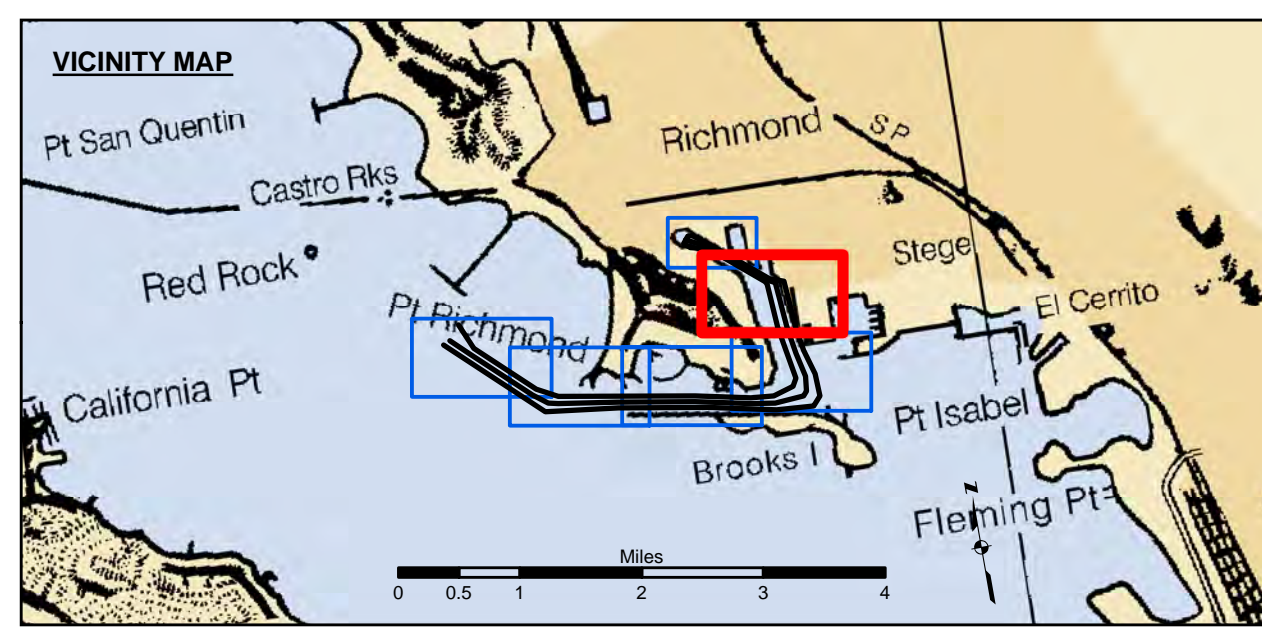 VICINITY MAP
Pt San Quentin
Richmond
SP
Castro Rks
Stege
Red Rock
El Cerrito
Pt Richmond
California Pt
Pt Isabel
Brooks I
Fleming Pt
N
Miles
0 0.5 1 2 3 4